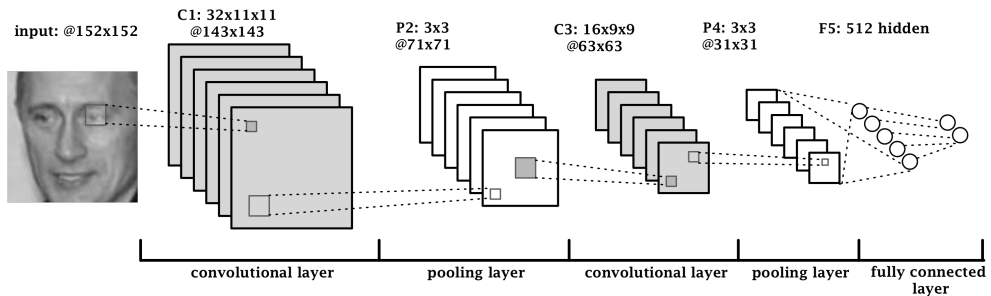 input: @152x152
C1: 32x11x11
@143x143
P2: 3x3
@71x71
C3: 16x9x9
@63x63
P4: 3x3
@31x31
F5: 512 hidden
convolutional layer
pooling layer
convolutional layer
pooling layer
fully connected
layer